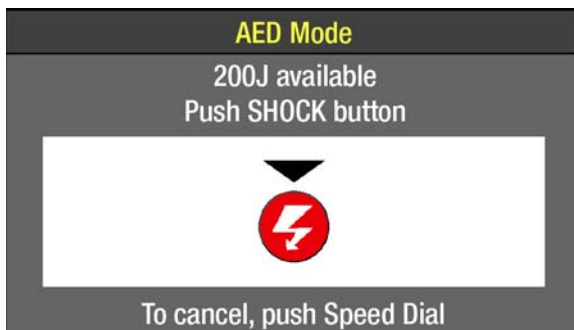 AED Mode
200J available
Push SHOCK button
To cancel, push Speed Dial